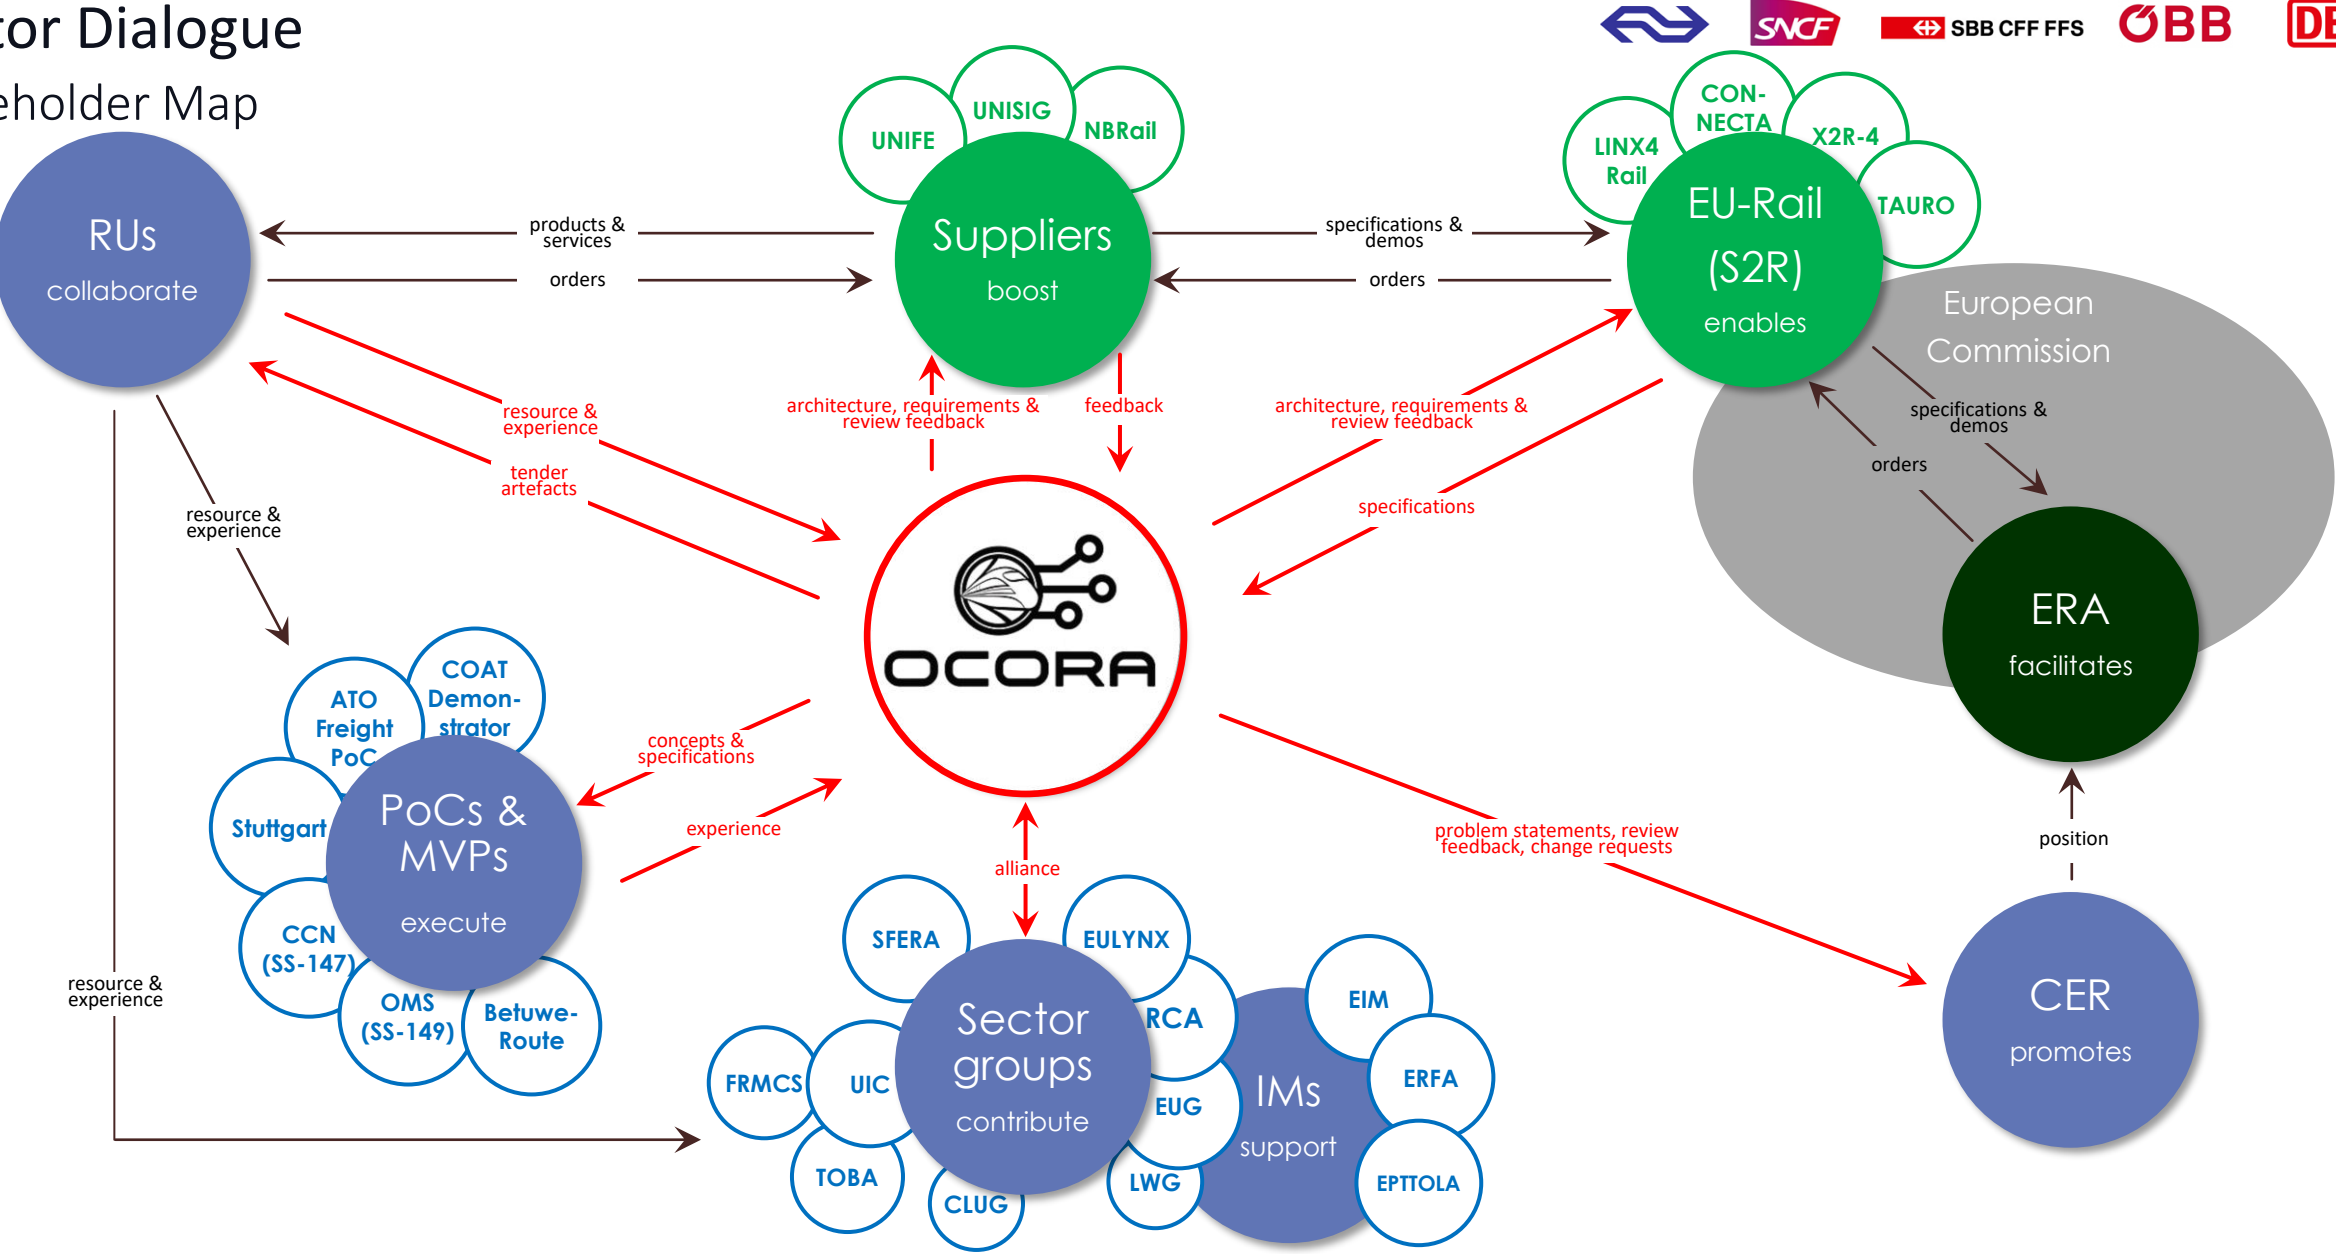 tor Dialogue
eholder Map
SNCF
SBB CFF FFS
ÖBB
UNIFE
UNISIG
NBRail
LINX4
Rail
CON-
NECTA
X2R-4
TAURO
RUs
collaborate
products &
services
orders
Suppliers
boost
specifications &
demos
orders
EU-Rail
(S2R)
enables
European
Commission
resource &
experience
tender
artefacts
architecture, requirements &
review feedback
feedback
architecture, requirements &
review feedback
specifications
specifications &
demos
orders
resource &
experience
OCORA
ERA
facilitates
COAT
Demon-
strator
ATO
Freight
PoC
Stuttgart
PoCs &
MVPs
execute
CCN
(SS-147)
OMS
(SS-149)
Betuwe-
Route
concepts &
specifications
experience
alliance
problem statements, review
feedback, change requests
position
resource &
experience
SFERA
EULYNX
RCA
EUG
LWG
FRMCS
UIC
TOBA
CLUG
Sector
groups
contribute
IMs
support
EIM
ERFA
EPTTOLA
CER
promotes